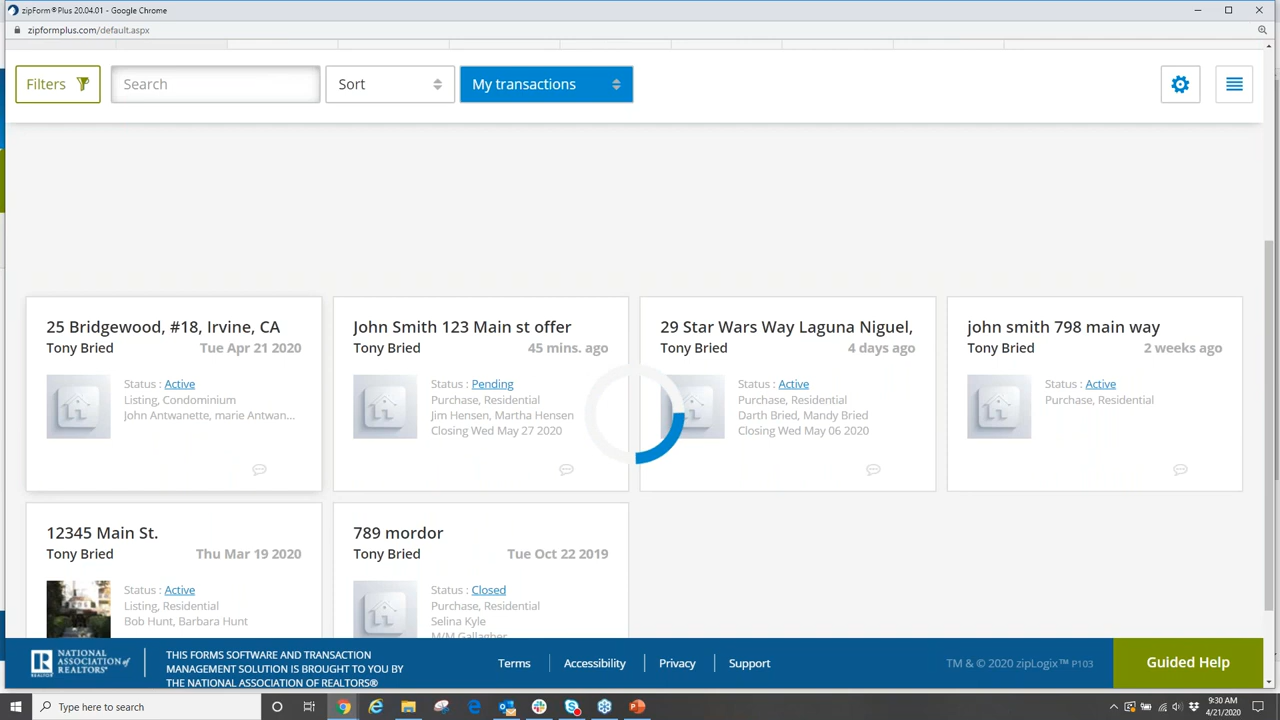 zipForm®Plus 20.04.01 - Google Chrome
zipformplus.com/default.aspx
Filters
Search
Sort
My transactions
25 Bridgewood, #18, Irvine, CA
Tony Bried
Tue Apr 21 2020
Status : Active
Listing, Condominium
John Antwanette, marie Antwan...
John Smith 123 Main st offer
Tony Bried
45 mins. ago
Status : Pending
Purchase, Residential
Jim Hensen, Martha Hensen
Closing Wed May 27 2020
29 Star Wars Way Laguna Niguel,
Tony Bried
4 days ago
Status : Active
Purchase, Residential
Darth Bried, Mandy Bried
Closing Wed May 06 2020
john smith 798 main way
Tony Bried
2 weeks ago
Status : Active
Purchase, Residential
12345 Main St.
Tony Bried
Thu Mar 19 2020
Status : Active
Listing, Residential
Bob Hunt, Barbara Hunt
789 mordor
Tony Bried
Tue Oct 22 2019
Status : Closed
Purchase, Residential
Selina Kyle
M/M Gallagher
NATIONAL
ASSOCIATION of
REALTORS®
THIS FORMS SOFTWARE AND TRANSACTION
MANAGEMENT SOLUTION IS BROUGHT TO YOU BY
THE NATIONAL ASSOCIATION OF REALTORS®
Terms
Accessibility
Privacy
Support
TM & © 2020 zipLogix™ P103
Guided Help
Type here to search
9:30 AM
4/21/2020